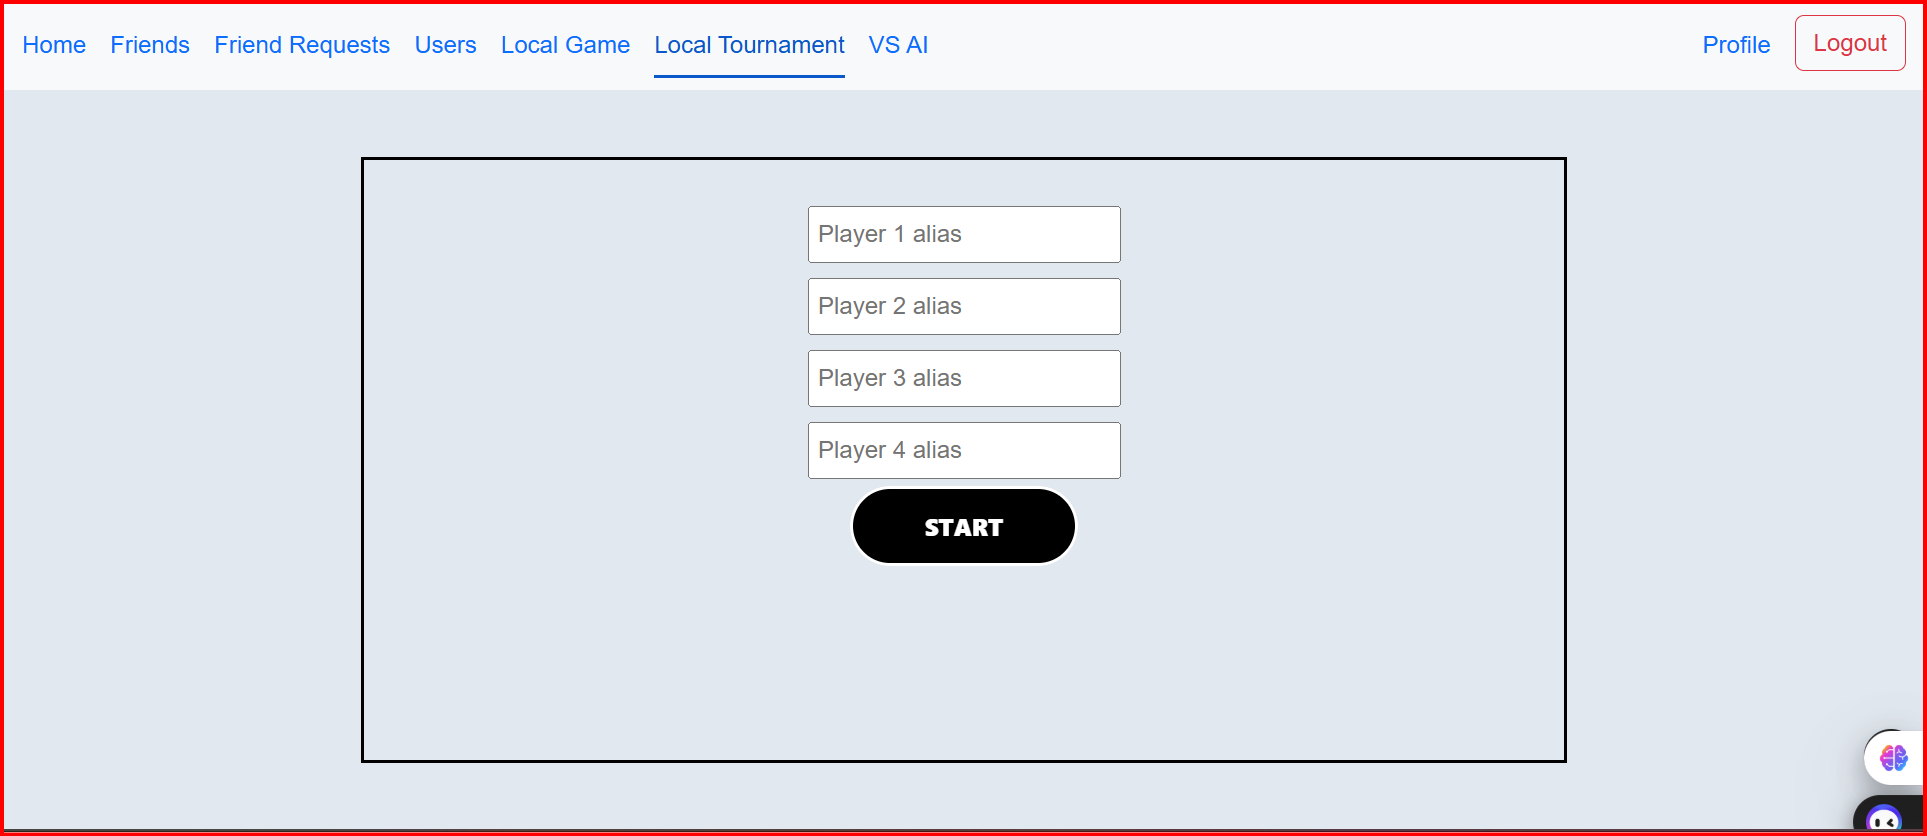 Home Friends Friend Requests Users Local Game Local Tournament VS AI Profile Logout
Player 1 alias
Player 2 alias
Player 3 alias
Player 4 alias
START